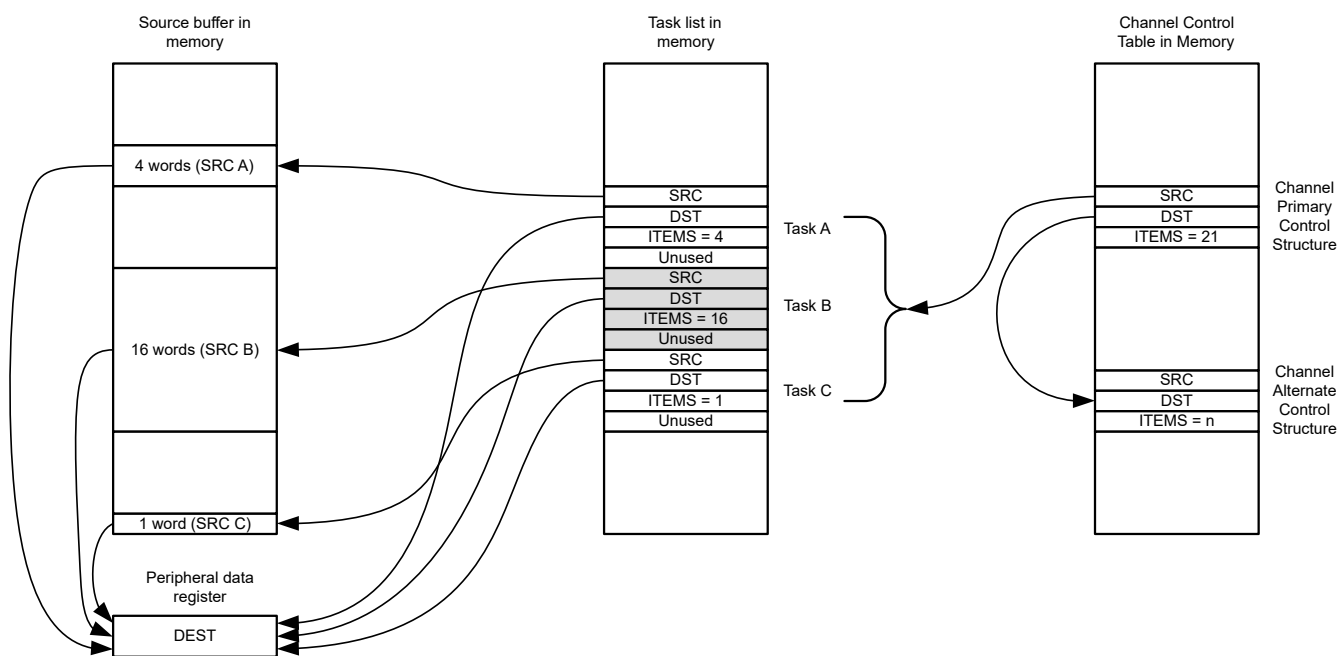 Source buffer in
memory
4 words (SRC A)
16 words (SRC B)
1 word (SRC C)
Peripheral data
register
DEST
Task list in
memory
SRC
DST
ITEMS = 4
Unused
SRC
DST
ITEMS = 16
Unused
SRC
DST
ITEMS = 1
Unused
Task A
Task B
Task C
Channel Control
Table in Memory
SRC
DST
ITEMS = 21
Channel
Primary
Control
Structure
SRC
DST
ITEMS = n
Channel
Alternate
Control
Structure